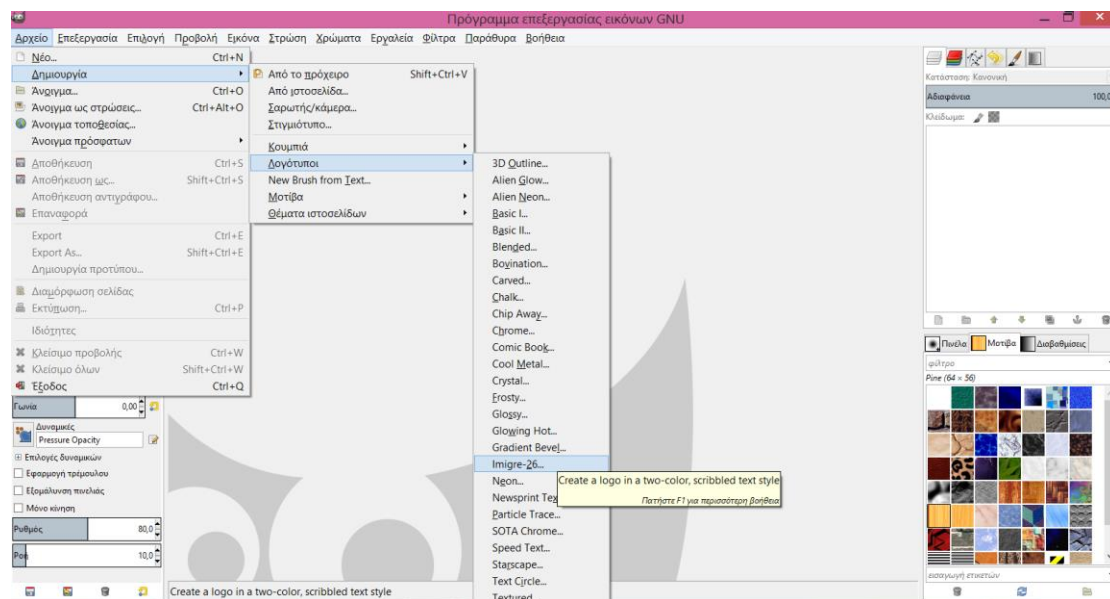 Πρόγραμμα επεξεργασίας εικόνων GNU
Αρχείο Επεξεργασία Επιλογή Προβολή Εικόνα Στρώση Χρώματα Εργαλεία Φίλτρα Παράθυρα Βοήθεια
Νέο... Ctrl+N
Δημιουργία
Άνοιγμα... Ctrl+O
Άνοιγμα ως στρώσεις... Ctrl+Alt+O
Άνοιγμα τοποθεσίας...
Άνοιγμα πρόσφατων
Αποθήκευση Ctrl+S
Αποθήκευση ως... Shift+Ctrl+S
Αποθήκευση αντιγράφου...
Επαναφορά
Export Ctrl+E
Export As... Shift+Ctrl+E
Δημιουργία προτύπου...
Διαμόρφωση σελίδας
Εκτύπωση... Ctrl+P
Ιδιότητες
Κλείσιμο προβολής Ctrl+W
Κλείσιμο όλων Shift+Ctrl+W
Έξοδος Ctrl+Q
Από το πρόχειρο Shift+Ctrl+V
Από ιστοσελίδα...
Σαρωτής/κάμερα...
Στιγμιότυπο...
Κουμπιά
Λογότυποι
New Brush from Text...
Μοτίβα
Θέματα ιστοσελίδων
3D Outline...
Alien Glow...
Alien Neon...
Basic I...
Basic II...
Blended...
Bovination...
Carved...
Chalk...
Chip Away...
Chrome...
Comic Book...
Cool Metal...
Crystal...
Frosty...
Glossy...
Glowing Hot...
Gradient Bevel...
Imigre-26...
Neon...
Newsprint Tex
Particle Trace...
SOTA Chrome...
Speed Text...
Starscape...
Text Circle...
Textured
Create a logo in a two-color, scribbled text style
Πατήστε F1 για περισσότερη βοήθεια
Γωνία 0,00
Δυναμικές
Pressure Opacity
Επιλογές δυναμικών
Εφαρμογή τρέμουλου
Εξομάλυνση πινελιάς
Μόνο κίνηση
Ρυθμός 80,0
Ροή 10,0
Create a logo in a two-color, scribbled text style
Κατάσταση: Κανονική
Αδιαφάνεια 100,0
Κλείδωμα:
Πινέλα Μοτίβα Διαβαθμίσεις
φίλτρο
Pine (64 × 56)
εισαγωγή ετικετών